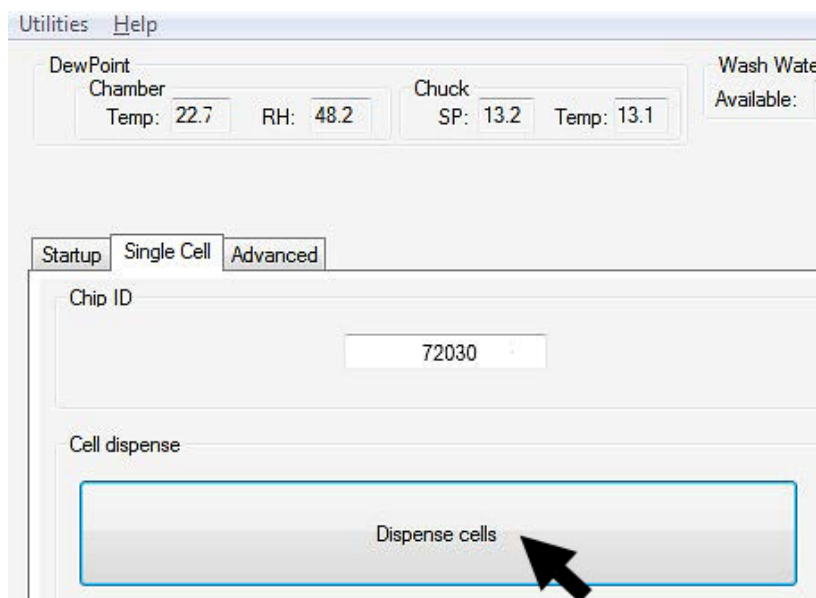 Utilities Help
DewPoint
Chamber
Temp: 22.7 RH: 48.2
Chuck
SP: 13.2 Temp: 13.1
Wash Wate
Available:
Startup Single Cell Advanced
Chip ID
72030
Cell dispense
Dispense cells